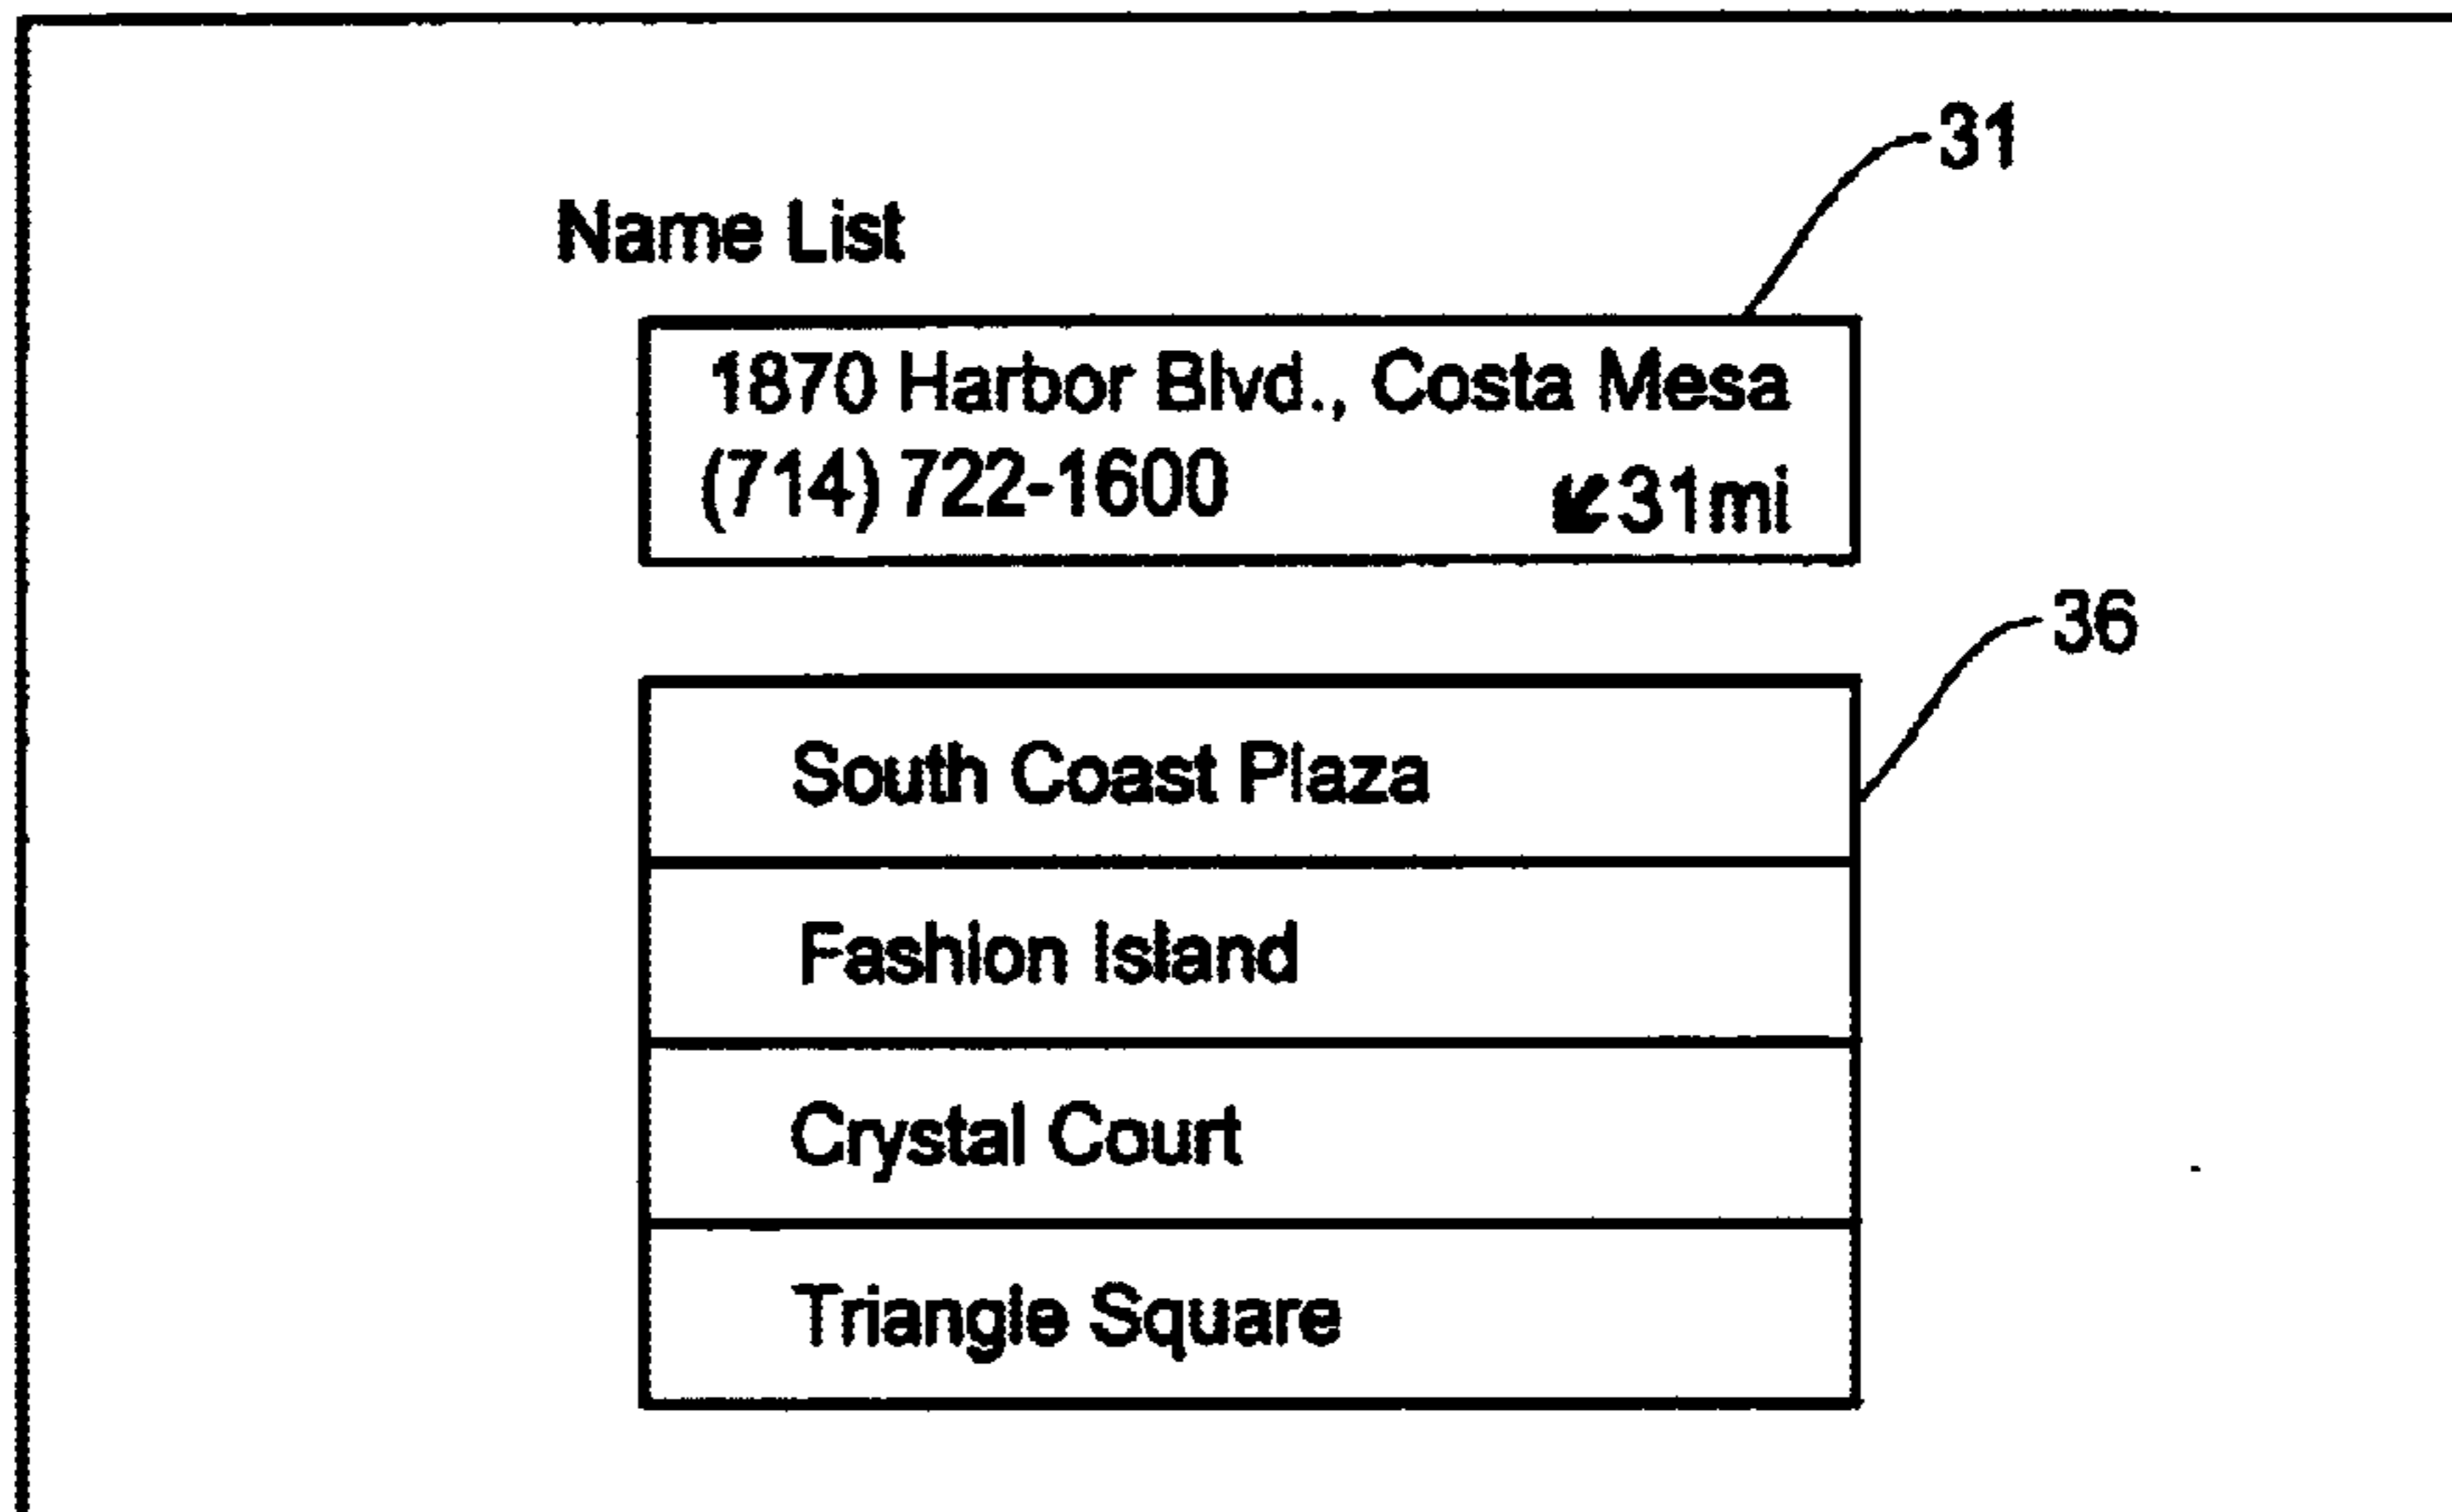 31
Name List
1870 Harbor Blvd., Costa Mesa
(714) 722-1600 31mi
36
South Coast Plaza
Fashion Island
Crystal Court
Triangle Square